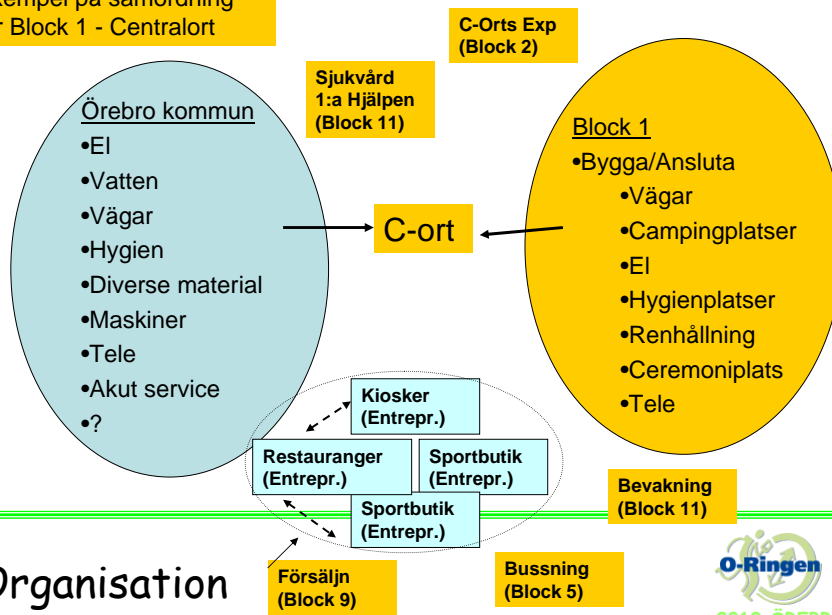 på samordning
Block 1 - Centralort
C-Orts Exp
(Block 2)
Sjukvård
1:a Hjälpen
(Block 11)
Örebro kommun
•El
•Vatten
•Vägar
•Hygien
•Diverse material
•Maskiner
•Tele
•Akut service
•?
C-ort
Block 1
•Bygga/Ansluta
•Vägar
•Campingplatser
•El
•Hygienplatser
•Renhållning
•Ceremoniplats
•Tele
Kiosker
(Entrepr.)
Restauranger
(Entrepr.)
Sportbutik
(Entrepr.)
Sportbutik
(Entrepr.)
Bevakning
(Block 11)
Organisation
Försäljn
(Block 9)
Bussning
(Block 5)
O-Ringen